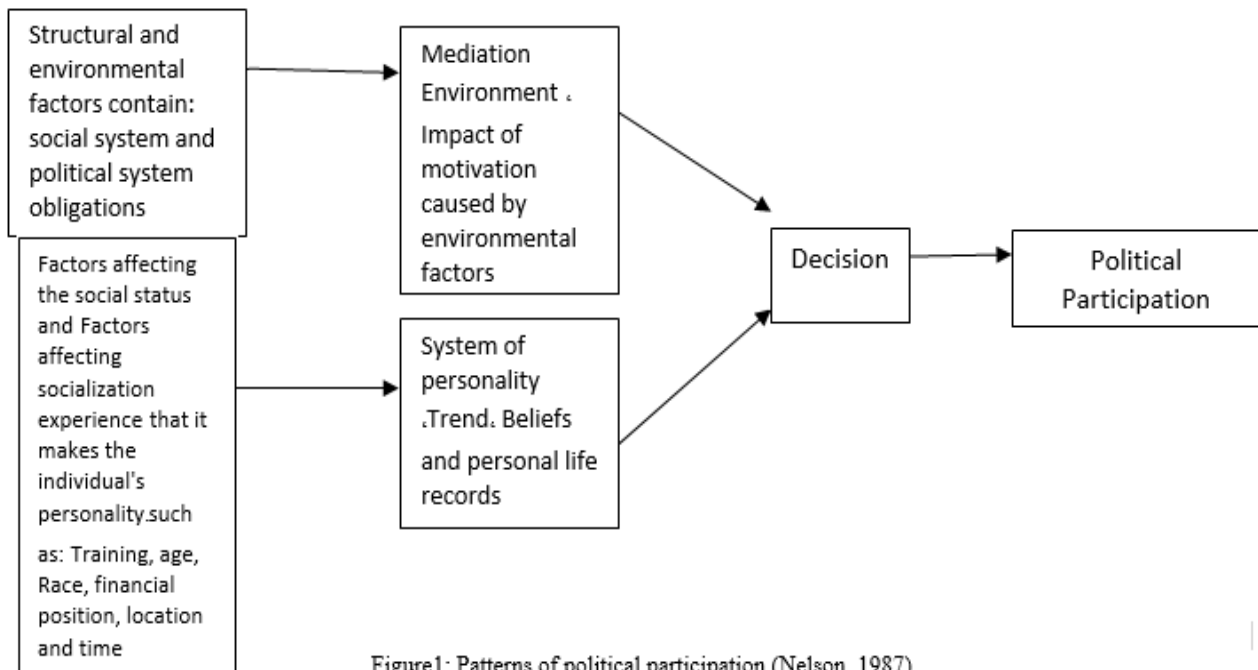 Structural and
environmental
factors contain:
social system and
political system
obligations
Factors affecting
the social status
and Factors
affecting
socialization
experience that it
makes the
individual's
personality.such
as: Training, age,
Race, financial
position, location
and time
Mediation
Environment ،
Impact of
motivation
caused by
environmental
factors
System of
personality
،Trend، Beliefs
and personal life
records
Decision
Political
Participation
Figure1: Patterns of political participation (Nelson, 1987)